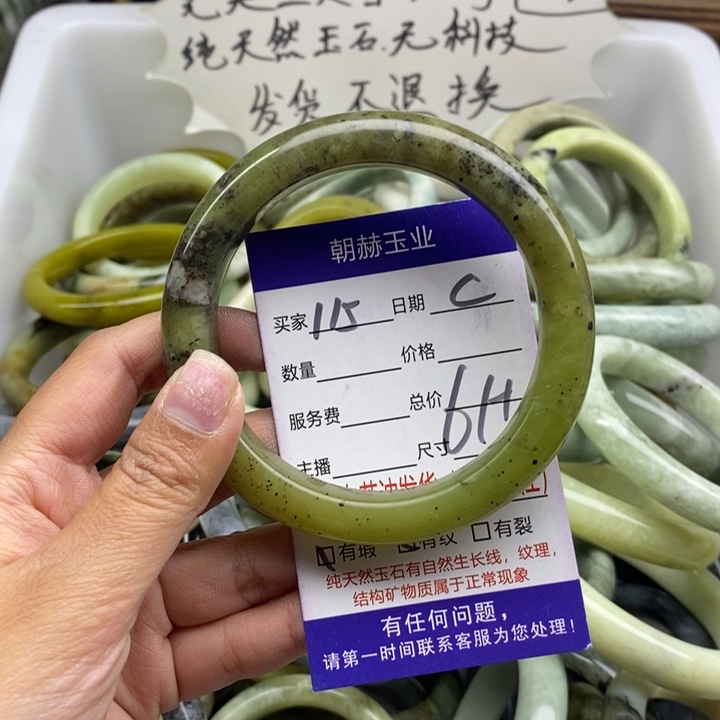 纯天然玉石.无科技
发货不退换
朝赫玉业
买家 115 日期 C
数量 价格
服务费 总价
主播 尺寸
有瑕 有纹 有裂
纯天然玉石有自然生长线，纹理，
结构矿物质属于正常现象
有任何问题，
请第一时间联系客服为您处理！